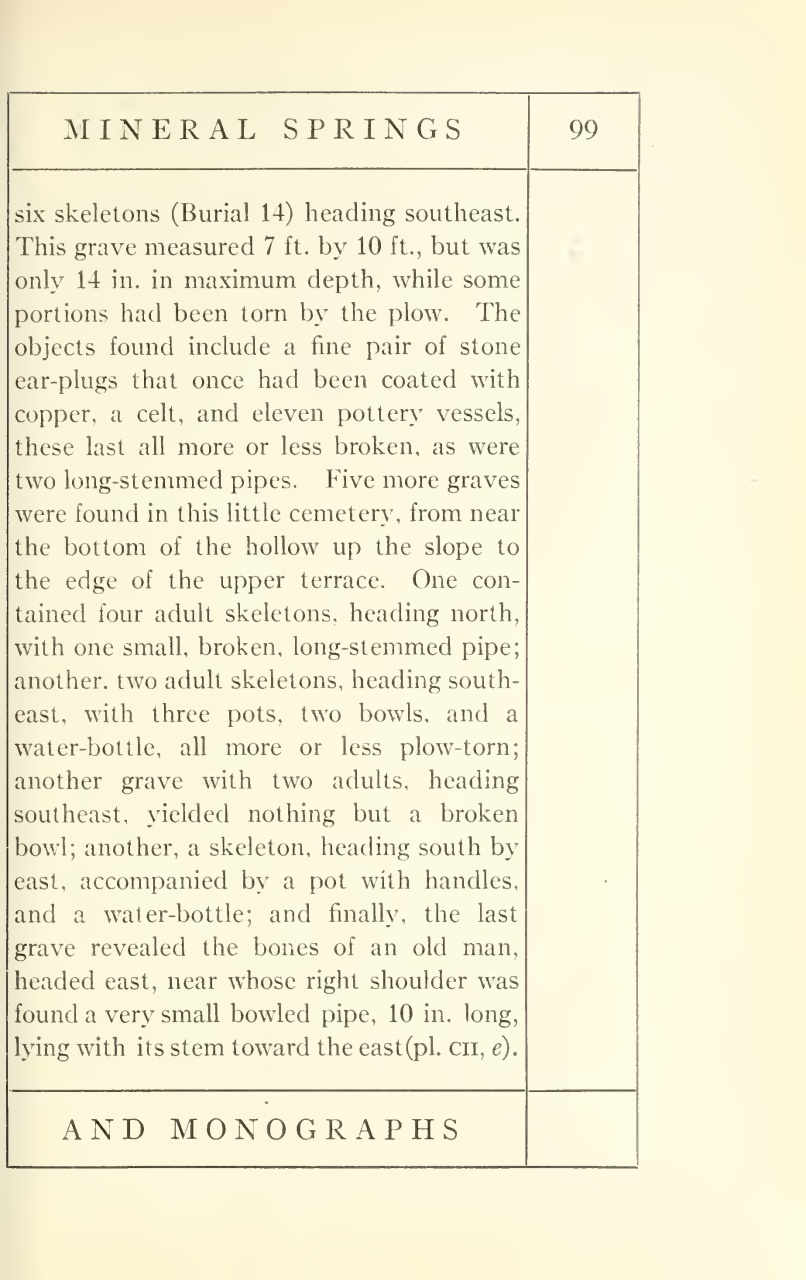 MINERAL SPRINGS
99
six skeletons (Burial 14) heading southeast.
This grave measured 7 ft. by 10 ft., but was
only 14 in. in maximum depth, while some
portions had been torn by the plow. The
objects found include a fine pair of stone
ear-plugs that once had been coated with
copper, a celt, and eleven pottery vessels,
these last all more or less broken, as were
two long-stemmed pipes. Five more graves
were found in this little cemetery, from near
the bottom of the hollow up the slope to
the edge of the upper terrace. One con-
tained four adult skeletons, heading north,
with one small, broken, long-stemmed pipe;
another. two adult skeletons, heading south-
east, with three pots, two bowls, and a
water-bottle, all more or less plow-torn;
another grave with two adults, heading
southeast, yielded nothing but a broken
bowl; another, a skeleton, heading south by
east, accompanied by a pot with handles,
and a water-bottle; and finally, the last
grave revealed the bones of an old man,
headed east, near whose right shoulder was
found a very small bowled pipe, 10 in. long,
lying with its stem toward the east(pl. CII, e).
AND MONOGRAPHS